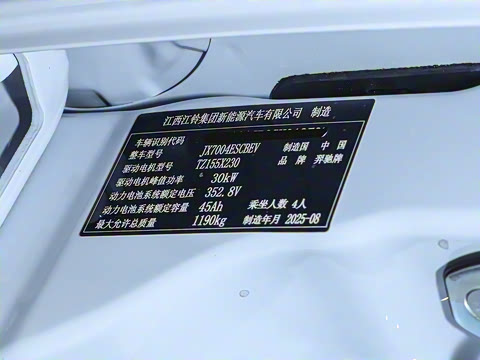 江西江铃集团新能源汽车有限公司 制造
车辆识别代码
整车型号 JX7004ESCBEV 制造国 中国
驱动电机型号 TZ155X230 品牌 羿驰牌
驱动电机峰值功率 30kW
动力电池系统额定电压 352.8V
动力电池系统额定容量 45Ah 乘坐人数 4人
最大允许总质量 1190kg 制造年月 2025-08